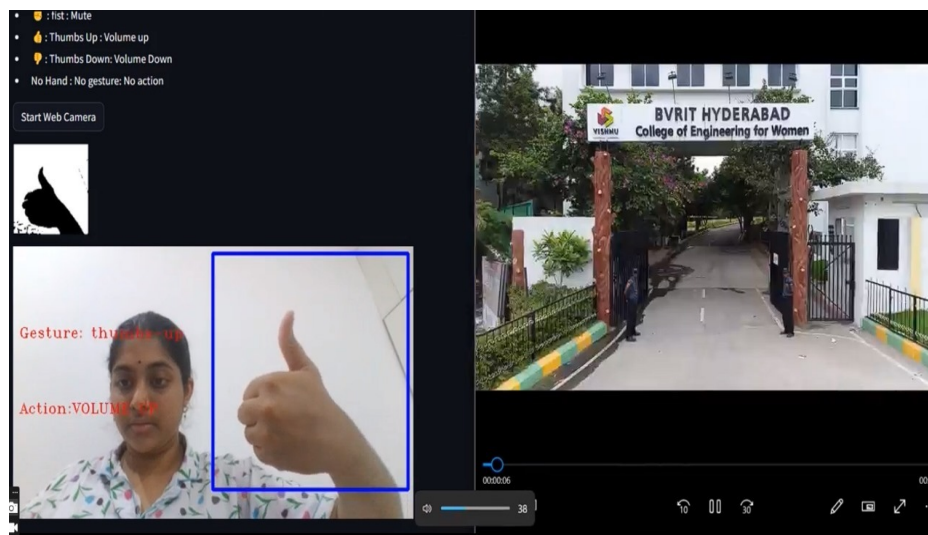 : fist : Mute
: Thumbs Up : Volume up
: Thumbs Down: Volume Down
No Hand : No gesture: No action
Start Web Camera
Gesture: thumbs up
Action:VOLUME UP
VISHNU
BVRIT HYDERABAD
College of Engineering for Women
00:00:06
00
38
10
30